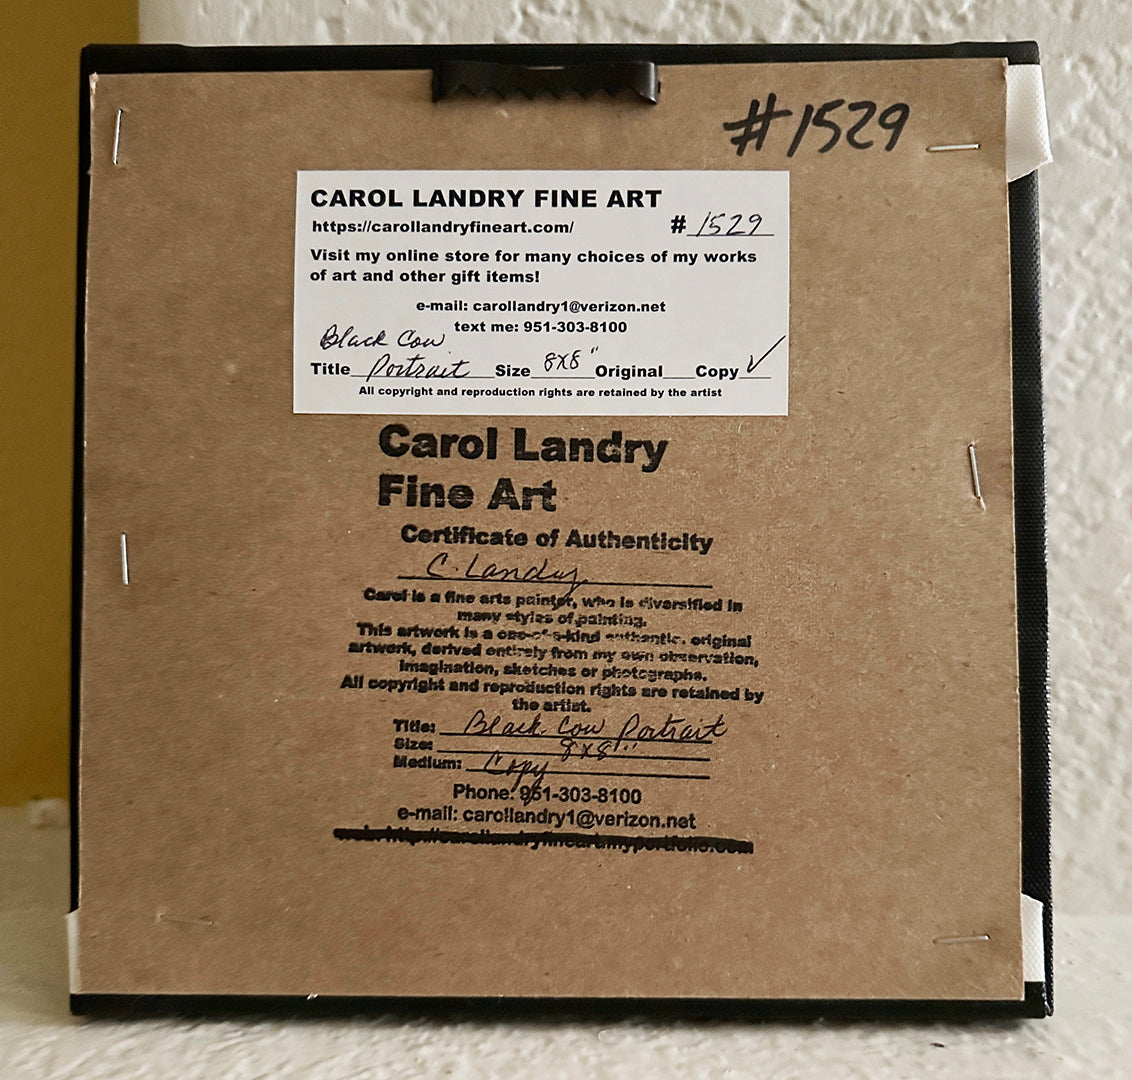 #1529
CAROL LANDRY FINE ART
https://carollandryfineart.com/ # 1529
Visit my online store for many choices of my works
of art and other gift items!
e-mail: carollandry1@verizon.net
text me: 951-303-8100
Black Cow
Title Portrait Size 8x8" Original Copy ✓
All copyright and reproduction rights are retained by the artist
Carol Landry
Fine Art
Certificate of Authenticity
C. Landry
Carol is a fine arts painter, who is diversified in
many styles of painting.
This artwork is a one-of-a-kind authentic, original
artwork, derived entirely from my own observation,
imagination, sketches or photographs.
All copyright and reproduction rights are retained by
the artist.
Title: Black Cow Portrait
Size: 8x8"
Medium: Copy
Phone: 951-303-8100
e-mail: carollandry1@verizon.net